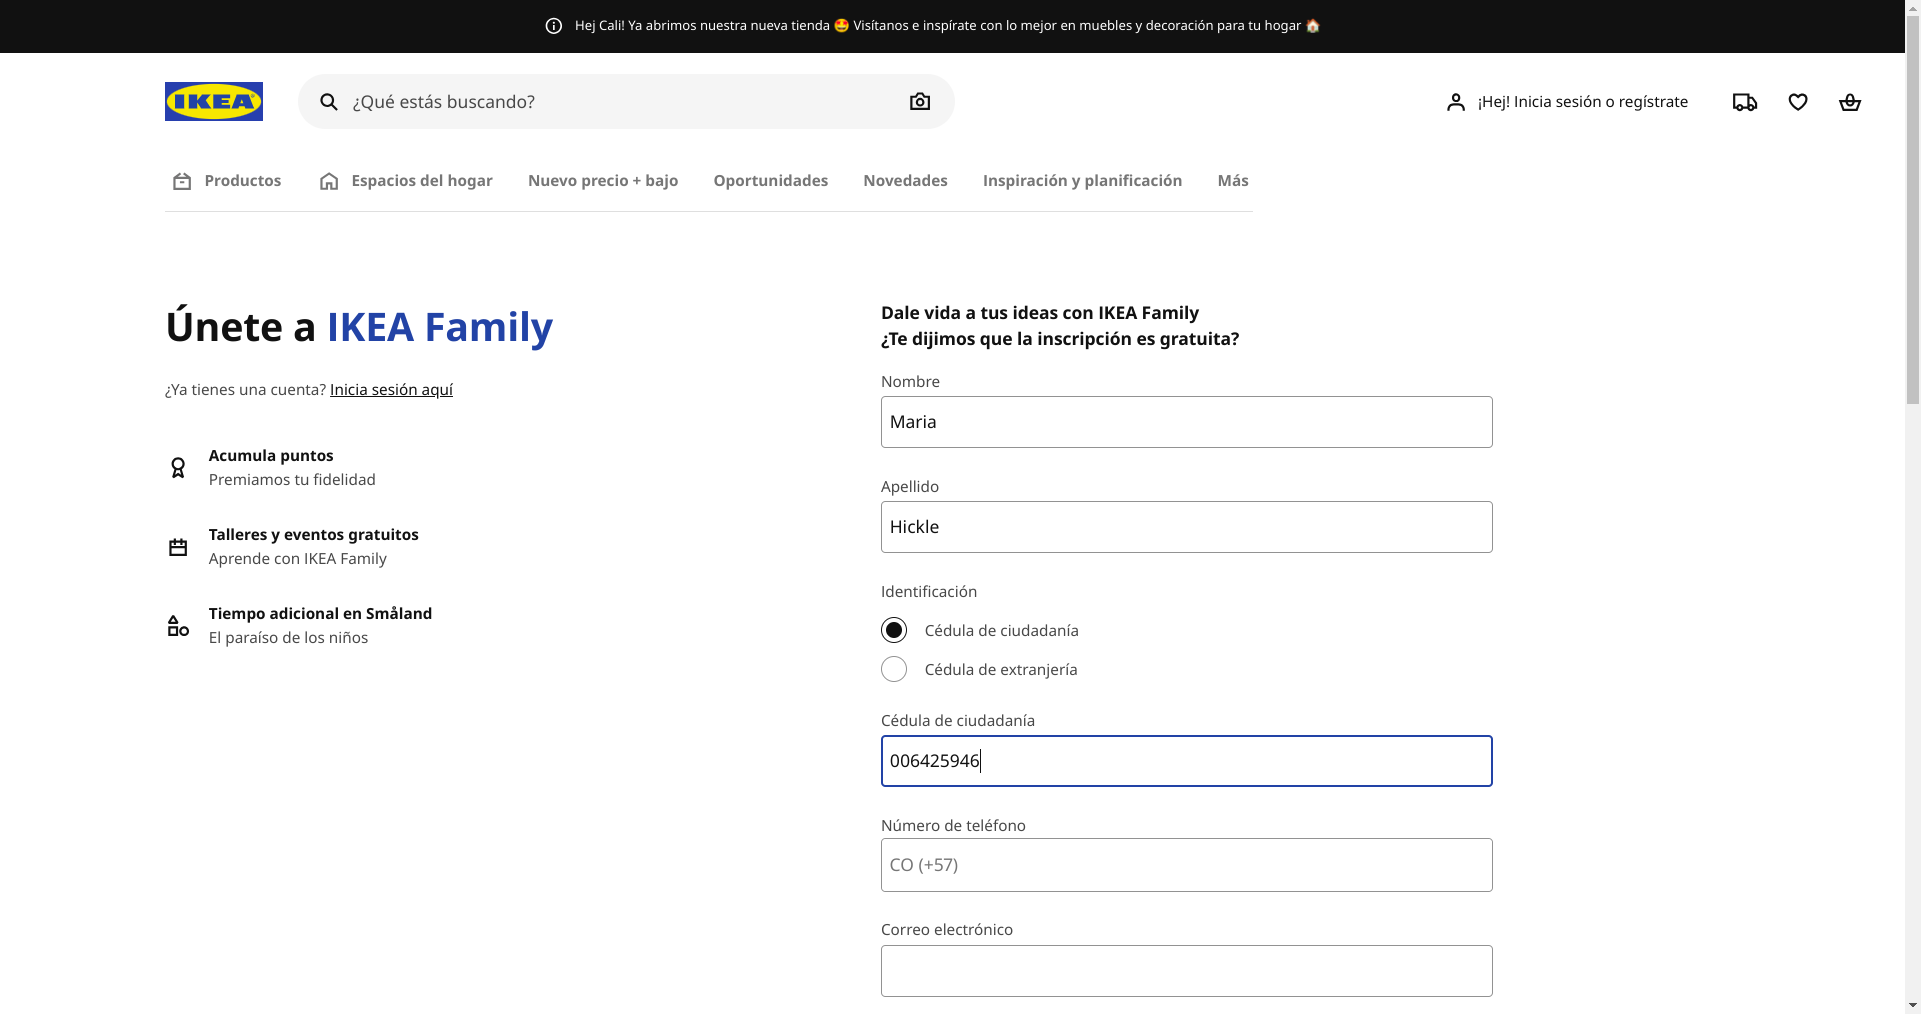 Hej Cali! Ya abrimos nuestra nueva tienda 🤩 Visítanos e inspírate con lo mejor en muebles y decoración para tu hogar 🏠
IKEA
¿Qué estás buscando?
¡Hej! Inicia sesión o regístrate
Productos
Espacios del hogar
Nuevo precio + bajo
Oportunidades
Novedades
Inspiración y planificación
Más
Únete a IKEA Family
¿Ya tienes una cuenta? Inicia sesión aquí
Acumula puntos
Premiamos tu fidelidad
Talleres y eventos gratuitos
Aprende con IKEA Family
Tiempo adicional en Småland
El paraíso de los niños
Dale vida a tus ideas con IKEA Family
¿Te dijimos que la inscripción es gratuita?
Nombre
Maria
Apellido
Hickle
Identificación
Cédula de ciudadanía
Cédula de extranjería
Cédula de ciudadanía
006425946
Número de teléfono
CO (+57)
Correo electrónico